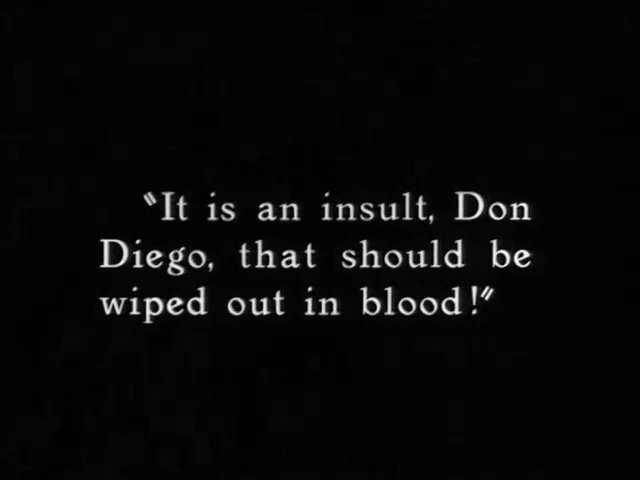 "It is an insult, Don
Diego, that should be
wiped out in blood!"